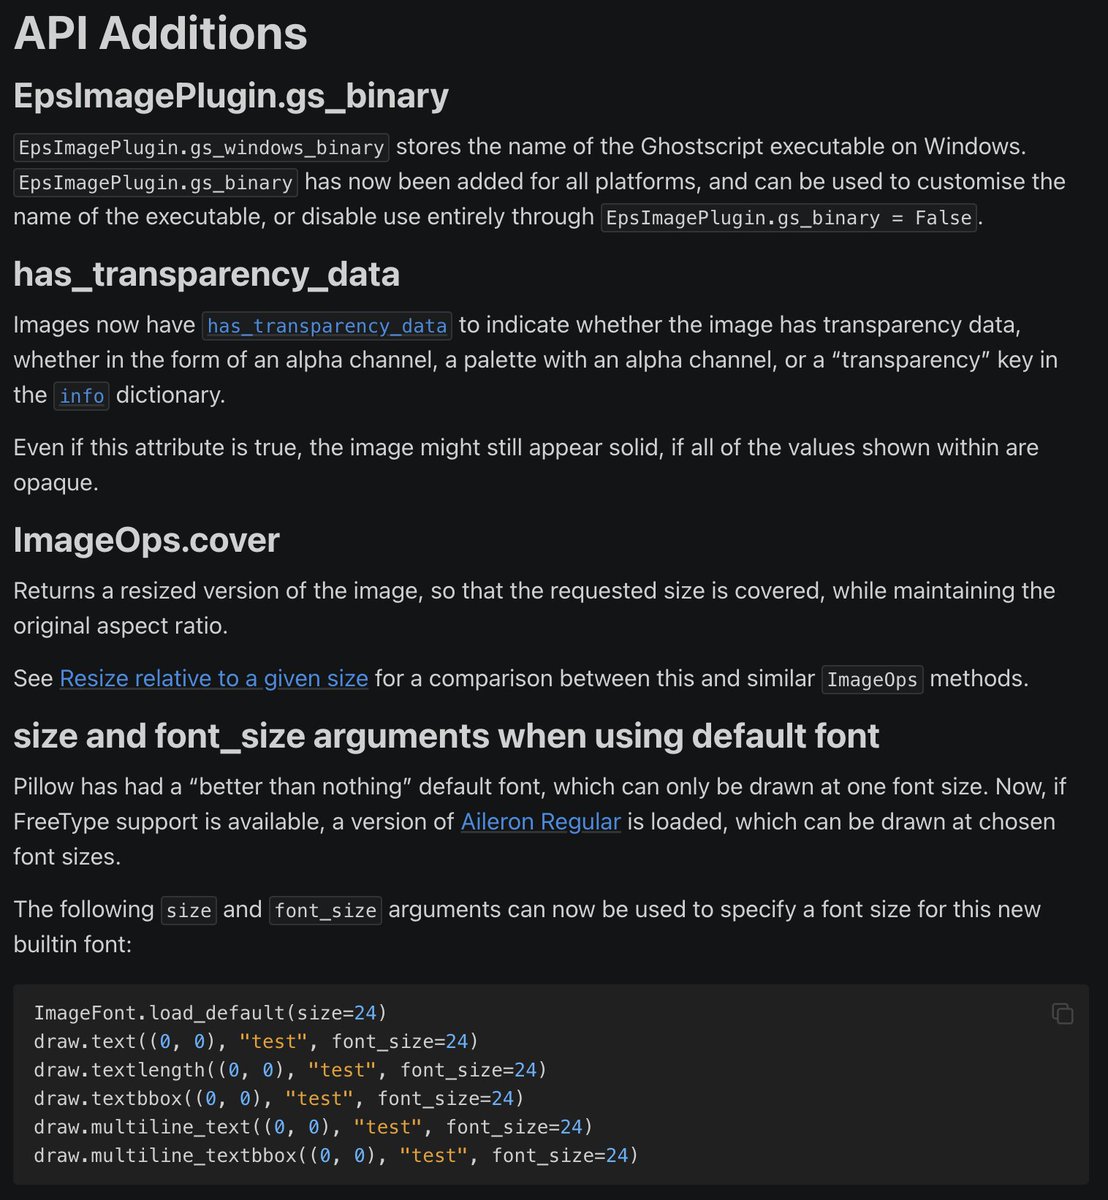 API Additions
EpsImagePlugin.gs_binary
EpsImagePlugin.gs_windows_binary stores the name of the Ghostscript executable on Windows.
EpsImagePlugin.gs_binary has now been added for all platforms, and can be used to customise the
name of the executable, or disable use entirely through EpsImagePlugin.gs_binary = False.
has_transparency_data
Images now have has_transparency_data to indicate whether the image has transparency data,
whether in the form of an alpha channel, a palette with an alpha channel, or a “transparency” key in
the info dictionary.
Even if this attribute is true, the image might still appear solid, if all of the values shown within are
opaque.
ImageOps.cover
Returns a resized version of the image, so that the requested size is covered, while maintaining the
original aspect ratio.
See Resize relative to a given size for a comparison between this and similar ImageOps methods.
size and font_size arguments when using default font
Pillow has had a “better than nothing” default font, which can only be drawn at one font size. Now, if
FreeType support is available, a version of Aileron Regular is loaded, which can be drawn at chosen
font sizes.
The following size and font_size arguments can now be used to specify a font size for this new
builtin font:
ImageFont.load_default(size=24)
draw.text((0, 0), "test", font_size=24)
draw.textlength((0, 0), "test", font_size=24)
draw.textbbox((0, 0), "test", font_size=24)
draw.multiline_text((0, 0), "test", font_size=24)
draw.multiline_textbbox((0, 0), "test", font_size=24)